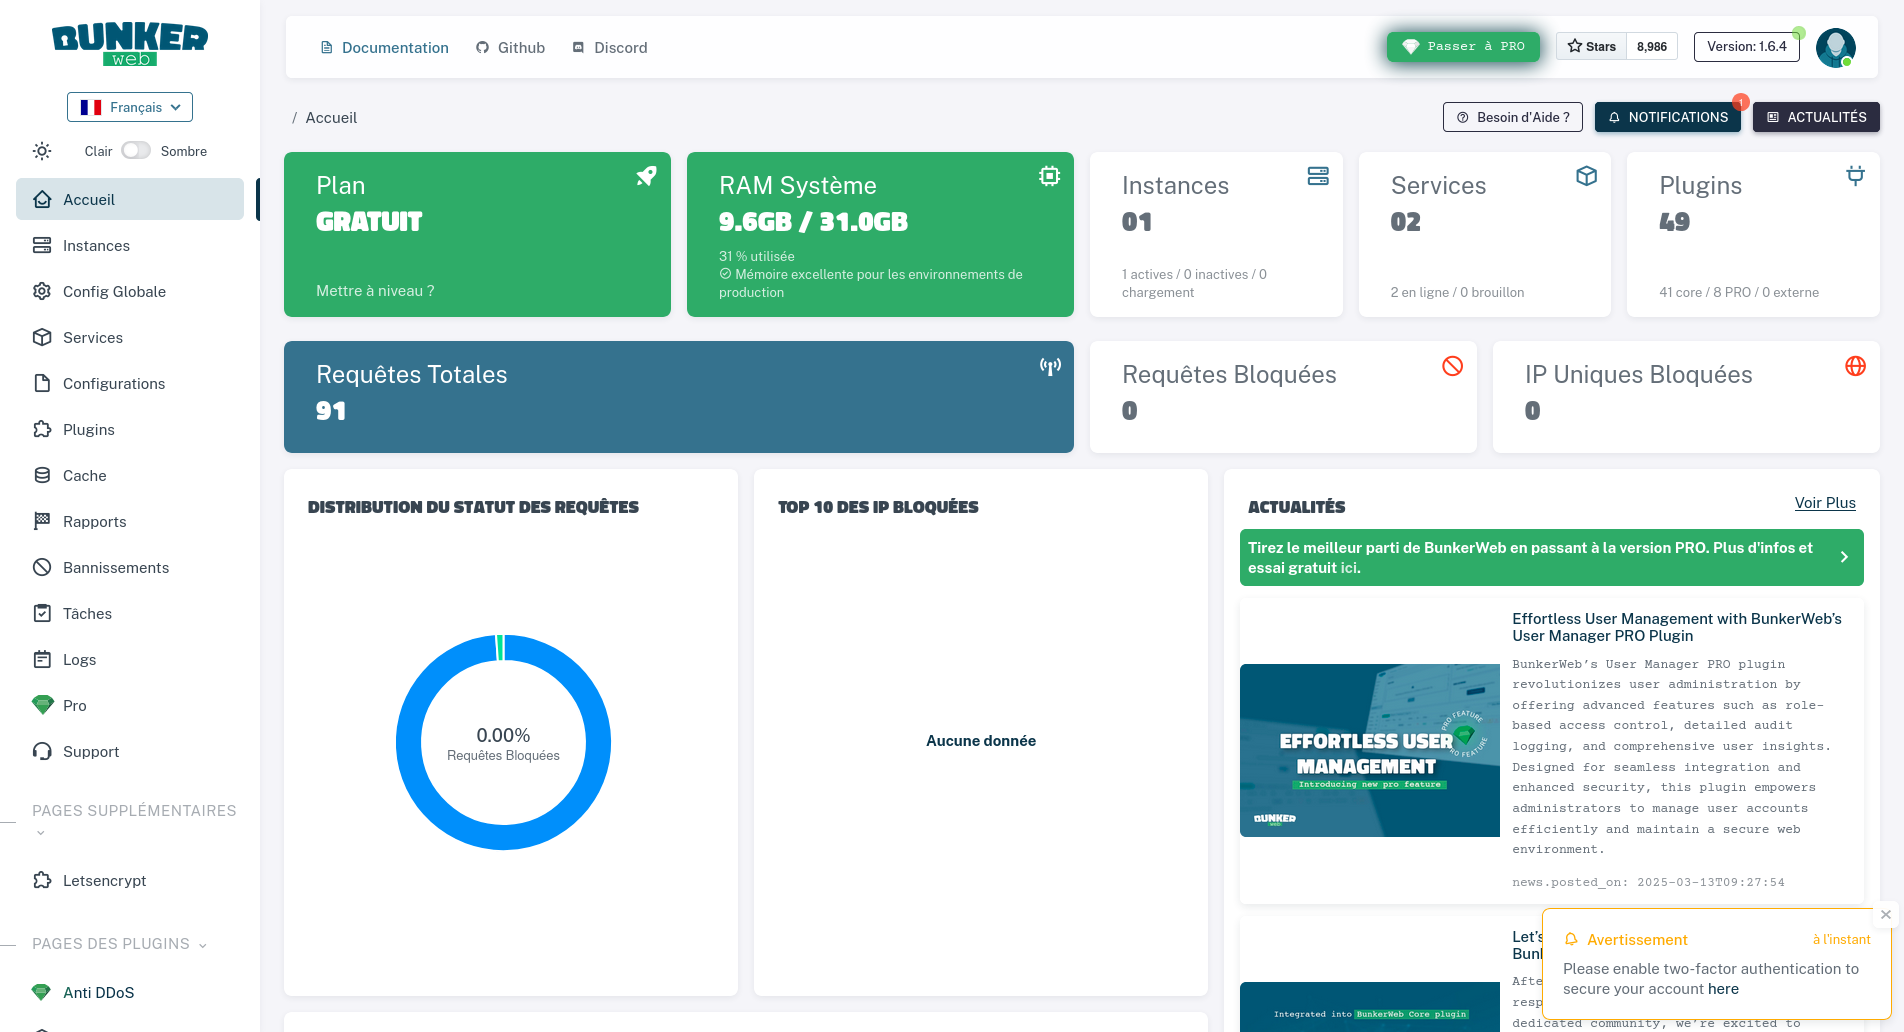 BUNKER
web
Français
Clair Sombre
Accueil
Instances
Config Globale
Services
Configurations
Plugins
Cache
Rapports
Bannissements
Tâches
Logs
Pro
Support
PAGES SUPPLÉMENTAIRES
Letsencrypt
PAGES DES PLUGINS
Anti DDoS
Documentation Github Discord
Passer à PRO
Stars 8,986
Version: 1.6.4
/ Accueil
Besoin d'Aide ?
NOTIFICATIONS
1
ACTUALITÉS
Plan
GRATUIT
Mettre à niveau ?
RAM Système
9.6GB / 31.0GB
31 % utilisée
Mémoire excellente pour les environnements de
production
Instances
01
1 actives / 0 inactives / 0
chargement
Services
02
2 en ligne / 0 brouillon
Plugins
49
41 core / 8 PRO / 0 externe
Requêtes Totales
91
Requêtes Bloquées
0
IP Uniques Bloquées
0
DISTRIBUTION DU STATUT DES REQUÊTES
0.00%
Requêtes Bloquées
TOP 10 DES IP BLOQUÉES
Aucune donnée
ACTUALITÉS
Voir Plus
Tirez le meilleur parti de BunkerWeb en passant à la version PRO. Plus d'infos et
essai gratuit ici.
PRO FEATURE
PRO FEATURE
EFFORTLESS USER
MANAGEMENT
Introducing new pro feature
BUNKER
web
Effortless User Management with BunkerWeb's
User Manager PRO Plugin
BunkerWeb’s User Manager PRO plugin
revolutionizes user administration by
offering advanced features such as role-
based access control, detailed audit
logging, and comprehensive user insights.
Designed for seamless integration and
enhanced security, this plugin empowers
administrators to manage user accounts
efficiently and maintain a secure web
environment.
news.posted_on: 2025-03-13T09:27:54
Integrated into BunkerWeb Core plugin
Let's
Bunk
Afte
resp
dedicated community, we’re excited to
Avertissement
à l'instant
Please enable two-factor authentication to
secure your account here